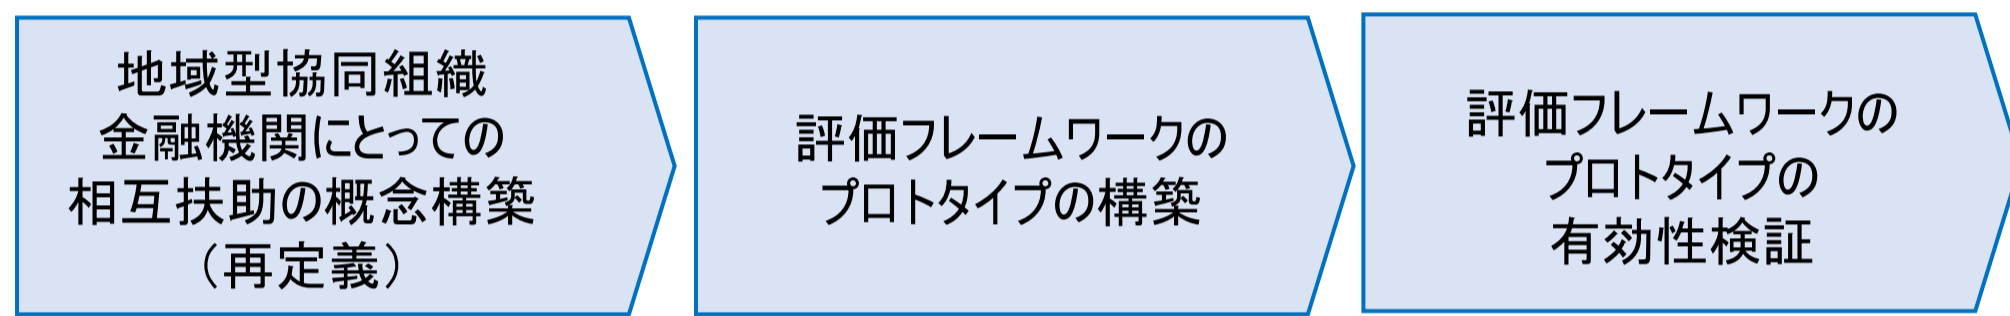 地域型協同組織
金融機関にとっての
相互扶助の概念構築
（再定義）
評価フレームワークの
プロトタイプの構築
評価フレームワークの
プロトタイプの
有効性検証